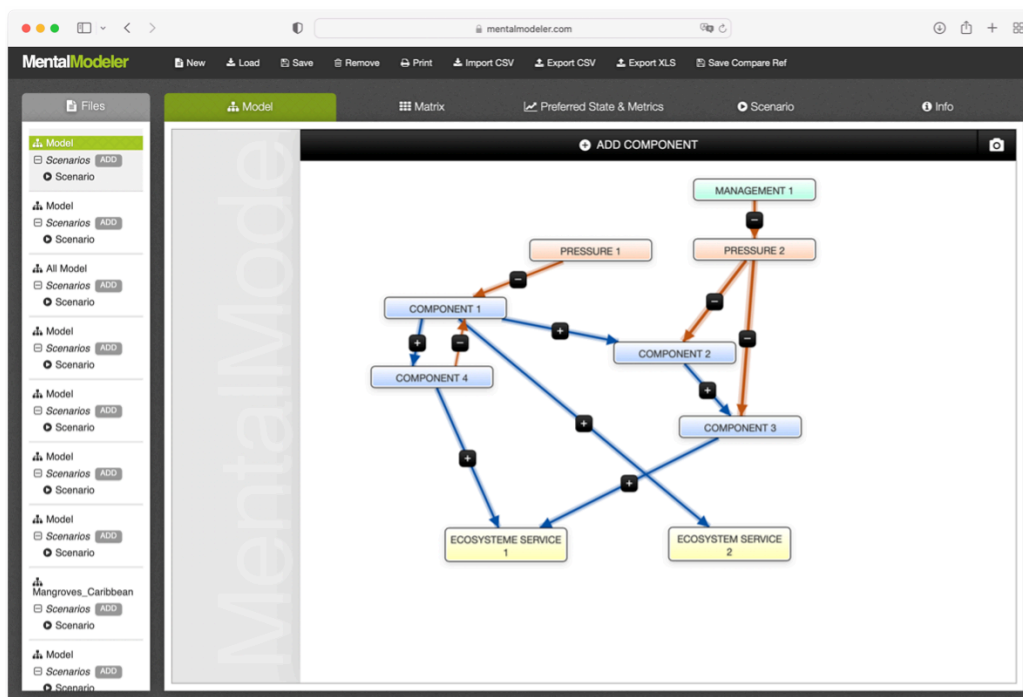 mentalmodeler.com
MentalModeler
New Load Save Remove Print Import CSV Export CSV Export XLS Save Compare Ref
Files Model Matrix Preferred State & Metrics Scenario Info
Model
Scenarios ADD
Scenario
Model
Scenarios ADD
Scenario
All Model
Scenarios ADD
Scenario
Model
Scenarios ADD
Scenario
Model
Scenarios ADD
Scenario
Model
Scenarios ADD
Scenario
Model
Scenarios ADD
Scenario
Mangroves_Caribbean
Scenarios ADD
Scenario
Model
Scenarios ADD
Scenario
MentalMode
ADD COMPONENT
MANAGEMENT 1
−
PRESSURE 1
PRESSURE 2
−
COMPONENT 1
−
+
+
−
−
COMPONENT 2
COMPONENT 4
+
+
COMPONENT 3
+
+
ECOSYSTEME SERVICE
1
ECOSYSTEM SERVICE
2